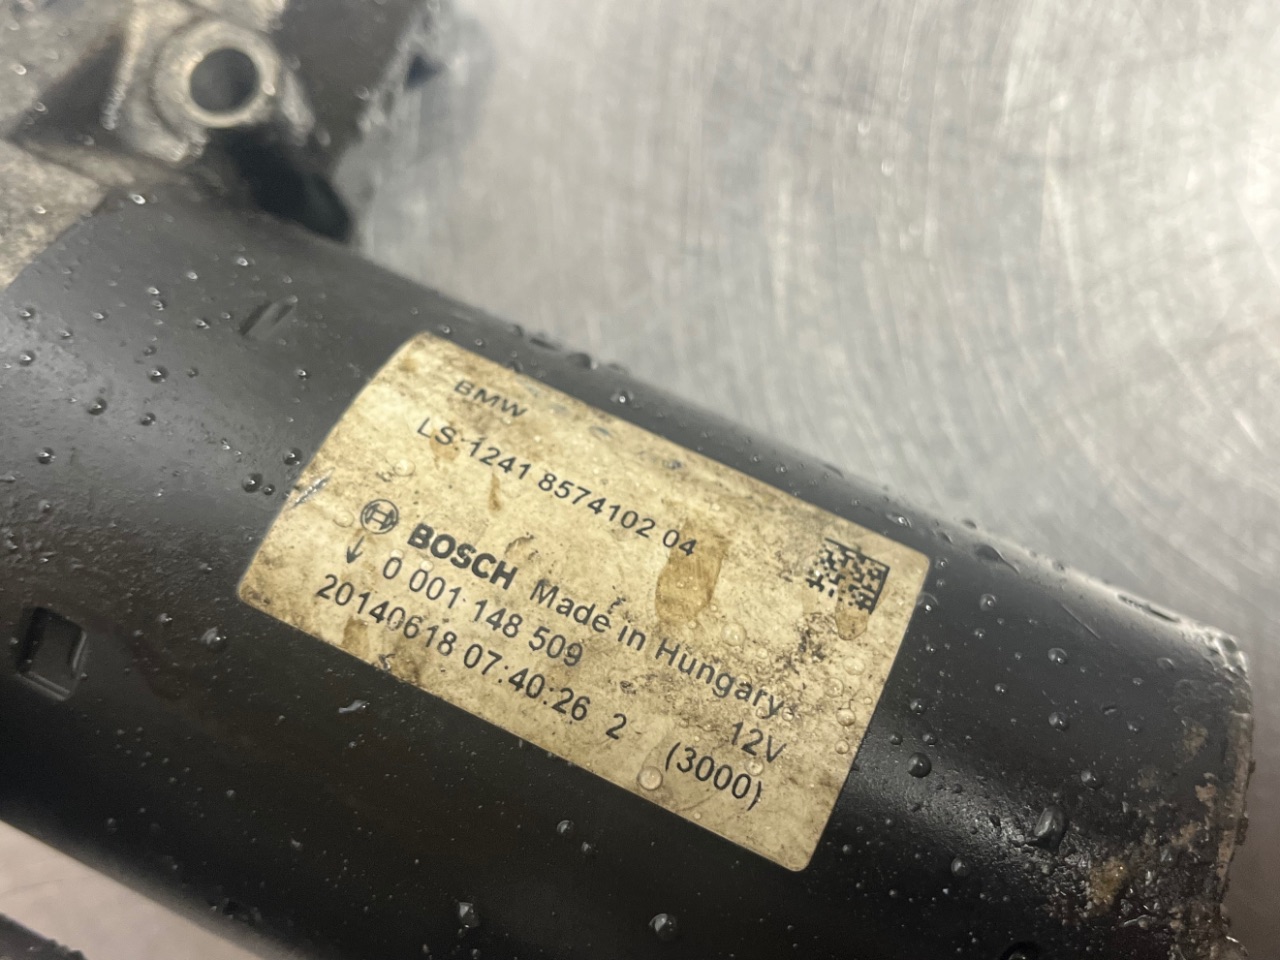 BMW
LS:1241 8574102 04
BOSCH Made in Hungary
0 001 148 509 12V
20140618 07:40:26 2 (3000)